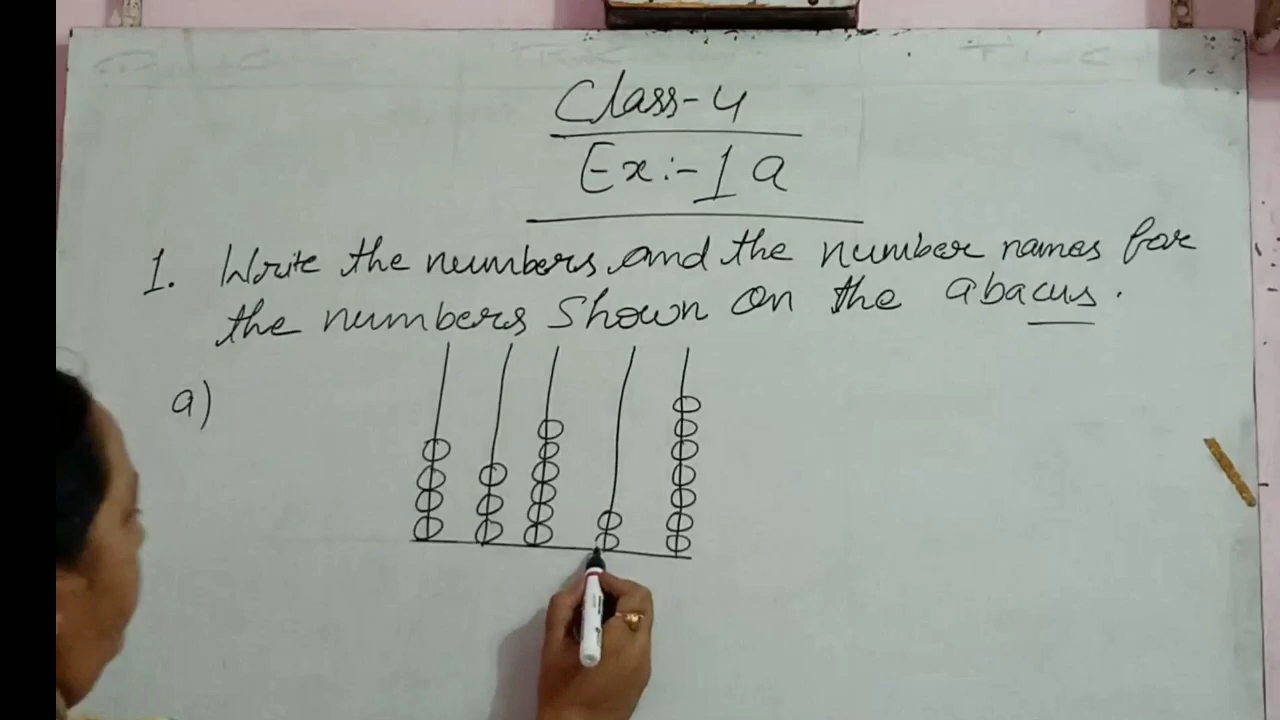 Class-4
Ex:-1a
1. Write the numbers and the number names for
the numbers shown on the abacus.
a)